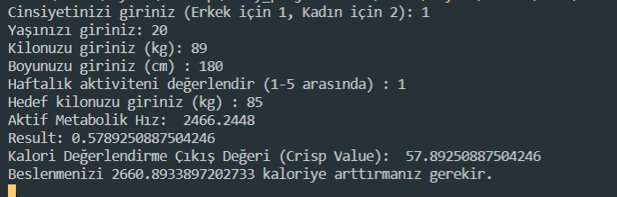 Cinsiyetinizi giriniz (Erkek için 1, Kadın için 2): 1
Yaşınızı giriniz: 20
Kilonuzu giriniz (kg): 89
Boyunuzu giriniz (cm) : 180
Haftalık aktiviteni değerlendir (1-5 arasında) : 1
Hedef kilonuzu giriniz (kg) : 85
Aktif Metabolik Hız:  2466.2448
Result: 0.5789250887504246
Kalori Değerlendirme Çıkış Değeri (Crisp Value):  57.89250887504246
Beslenmenizi 2660.8933897202733 kaloriye arttırmanız gerekir.